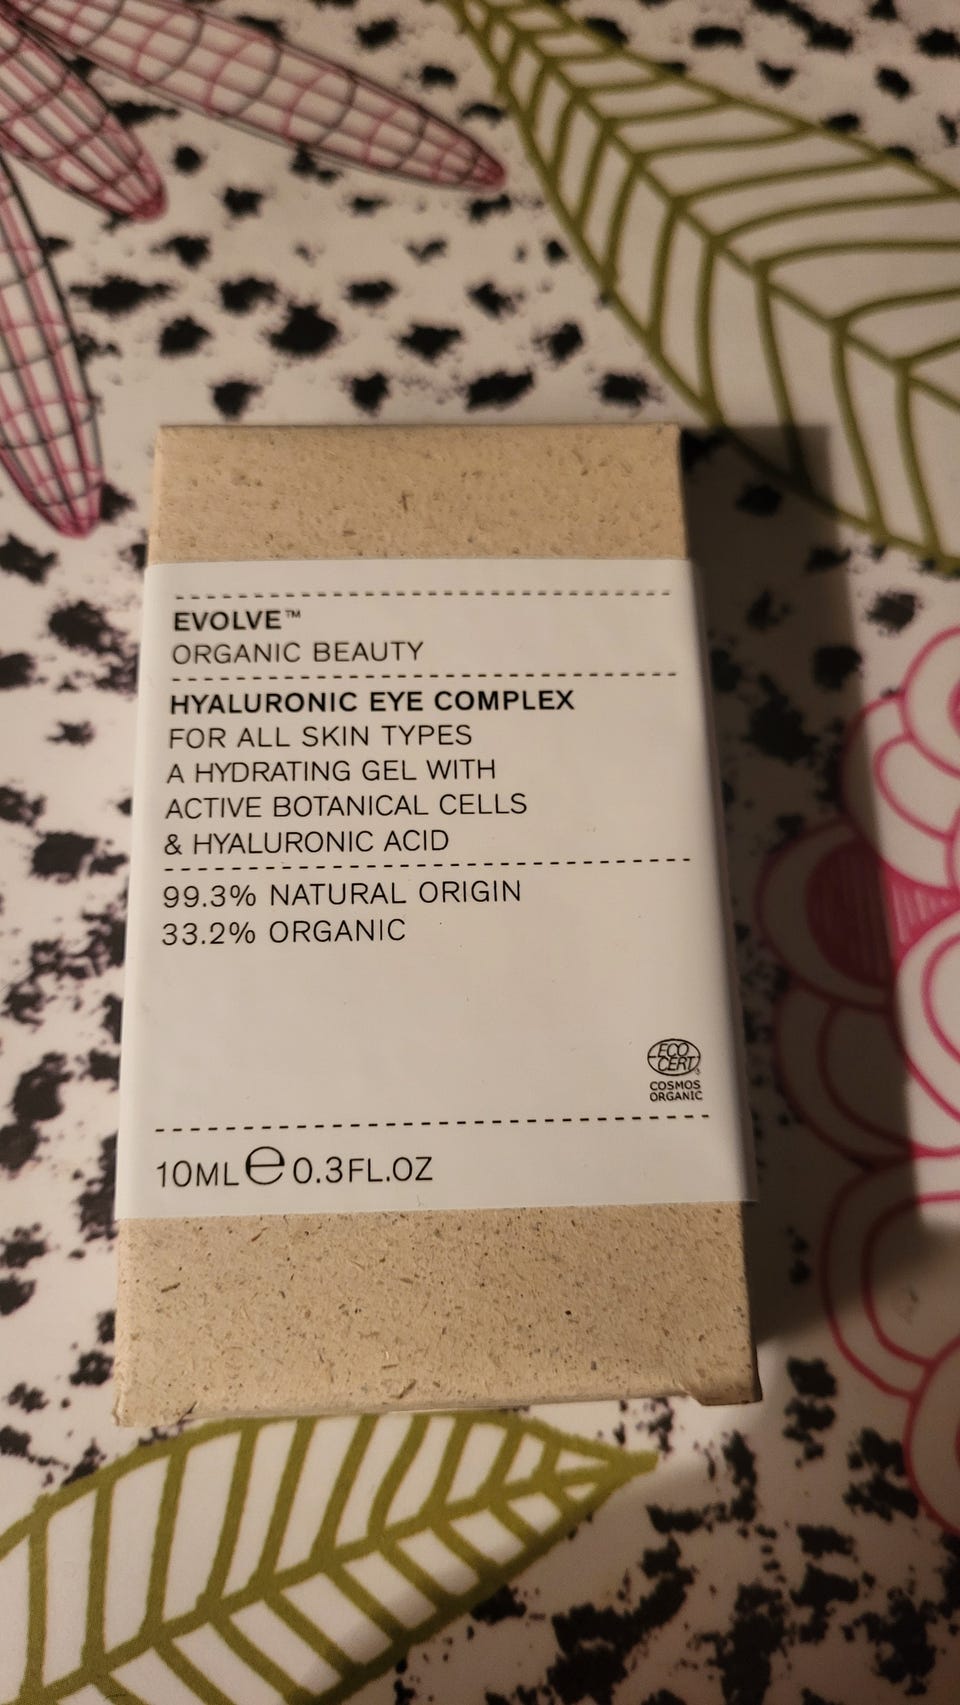 EVOLVE™
ORGANIC BEAUTY
HYALURONIC EYE COMPLEX
FOR ALL SKIN TYPES
A HYDRATING GEL WITH
ACTIVE BOTANICAL CELLS
& HYALURONIC ACID
99.3% NATURAL ORIGIN
33.2% ORGANIC
ECO
CERT
COSMOS
ORGANIC
10ML ℮ 0.3FL.OZ